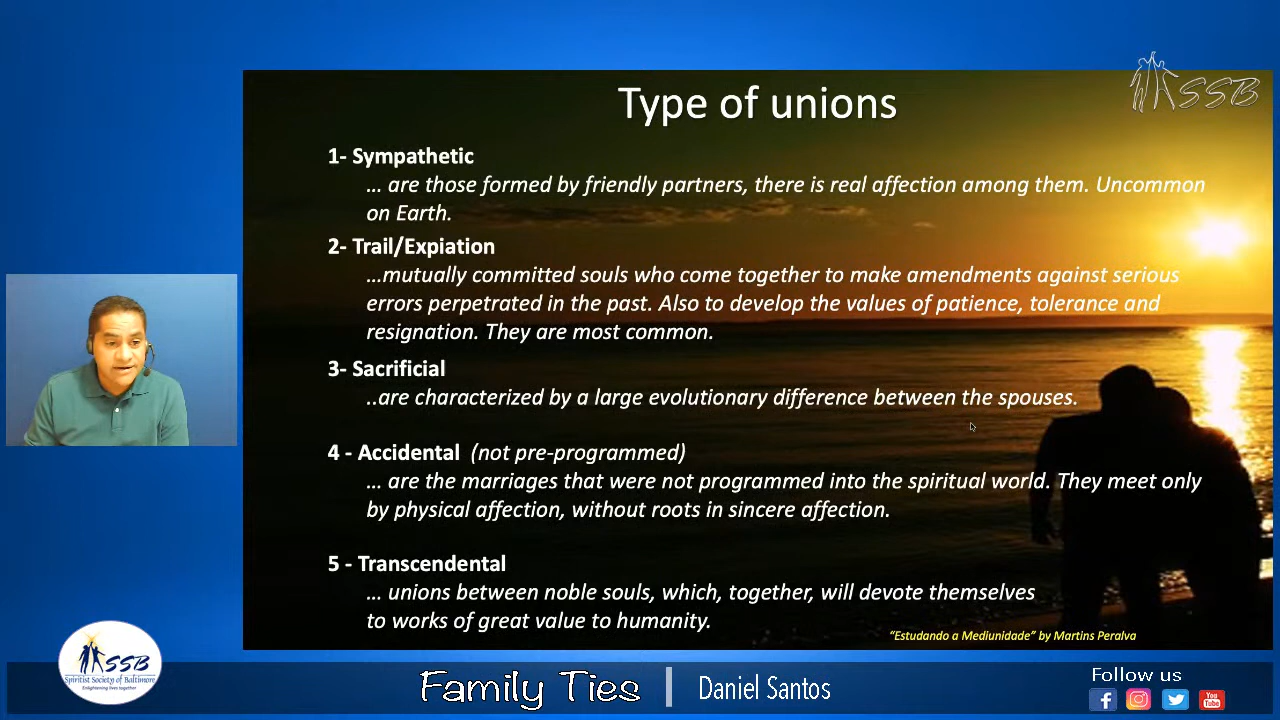 SSB
Type of unions
1- Sympathetic
... are those formed by friendly partners, there is real affection among them. Uncommon
on Earth.
2- Trail/Expiation
...mutually committed souls who come together to make amendments against serious
errors perpetrated in the past. Also to develop the values of patience, tolerance and
resignation. They are most common.
3- Sacrificial
..are characterized by a large evolutionary difference between the spouses.
4 - Accidental (not pre-programmed)
... are the marriages that were not programmed into the spiritual world. They meet only
by physical affection, without roots in sincere affection.
5 - Transcendental
... unions between noble souls, which, together, will devote themselves
to works of great value to humanity.
“Estudando a Mediunidade” by Martins Peralva
SSB
Spiritist Society of Baltimore
Enlightening lives together
Family Ties | Daniel Santos
Follow us
You
Tube